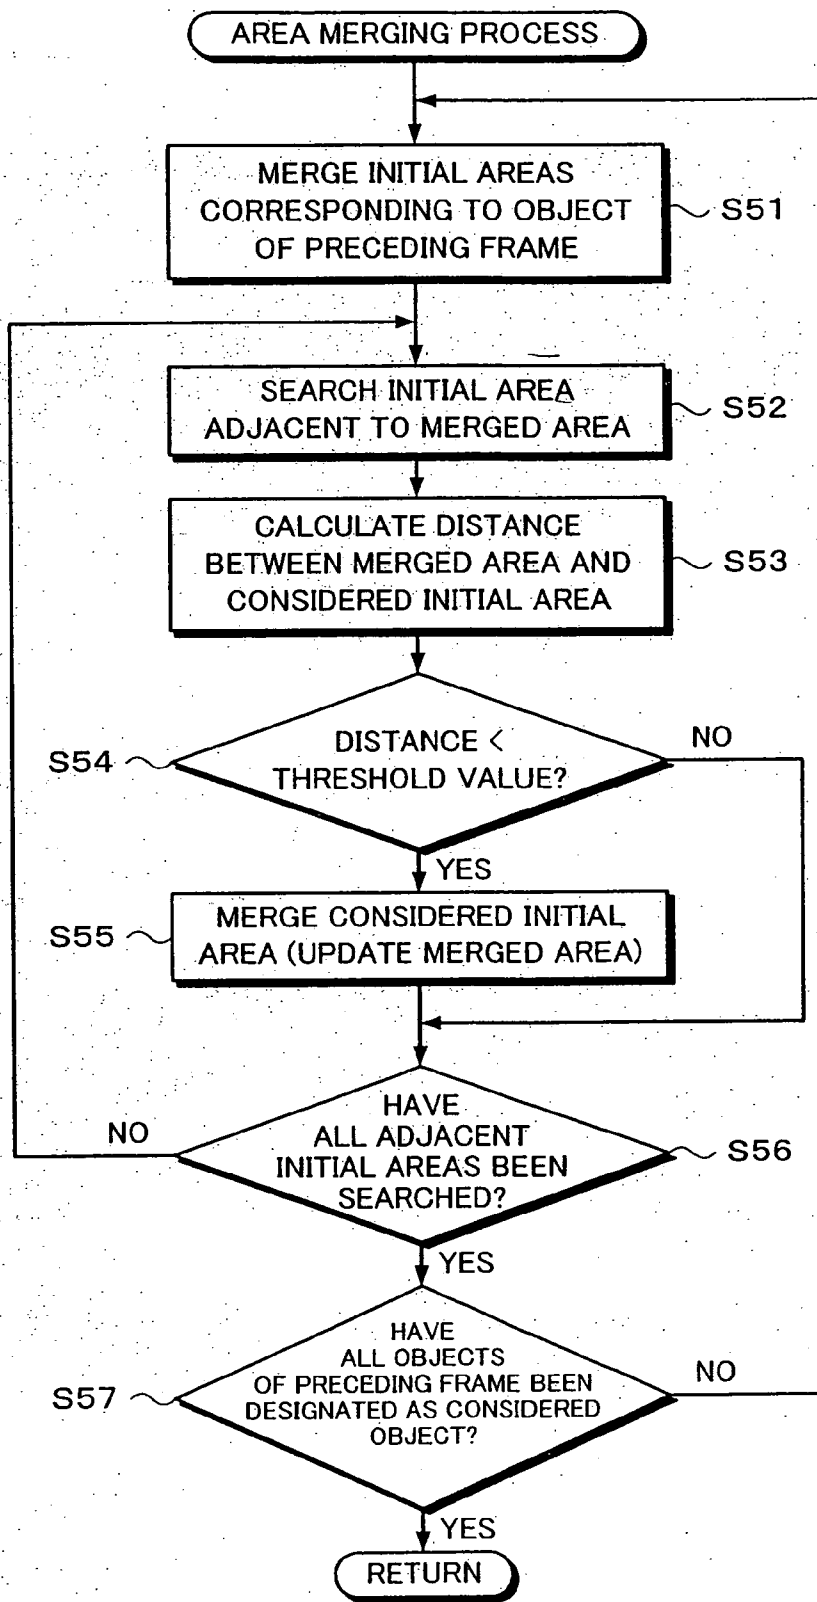 AREA MERGING PROCESS
MERGE INITIAL AREAS
CORRESPONDING TO OBJECT
OF PRECEDING FRAME
S51
SEARCH INITIAL AREA
ADJACENT TO MERGED AREA
S52
CALCULATE DISTANCE
BETWEEN MERGED AREA AND
CONSIDERED INITIAL AREA
S53
S54
DISTANCE <
THRESHOLD VALUE?
NO
YES
S55
MERGE CONSIDERED INITIAL
AREA (UPDATE MERGED AREA)
NO
HAVE
ALL ADJACENT
INITIAL AREAS BEEN
SEARCHED?
S56
YES
S57
HAVE
ALL OBJECTS
OF PRECEDING FRAME BEEN
DESIGNATED AS CONSIDERED
OBJECT?
NO
YES
RETURN